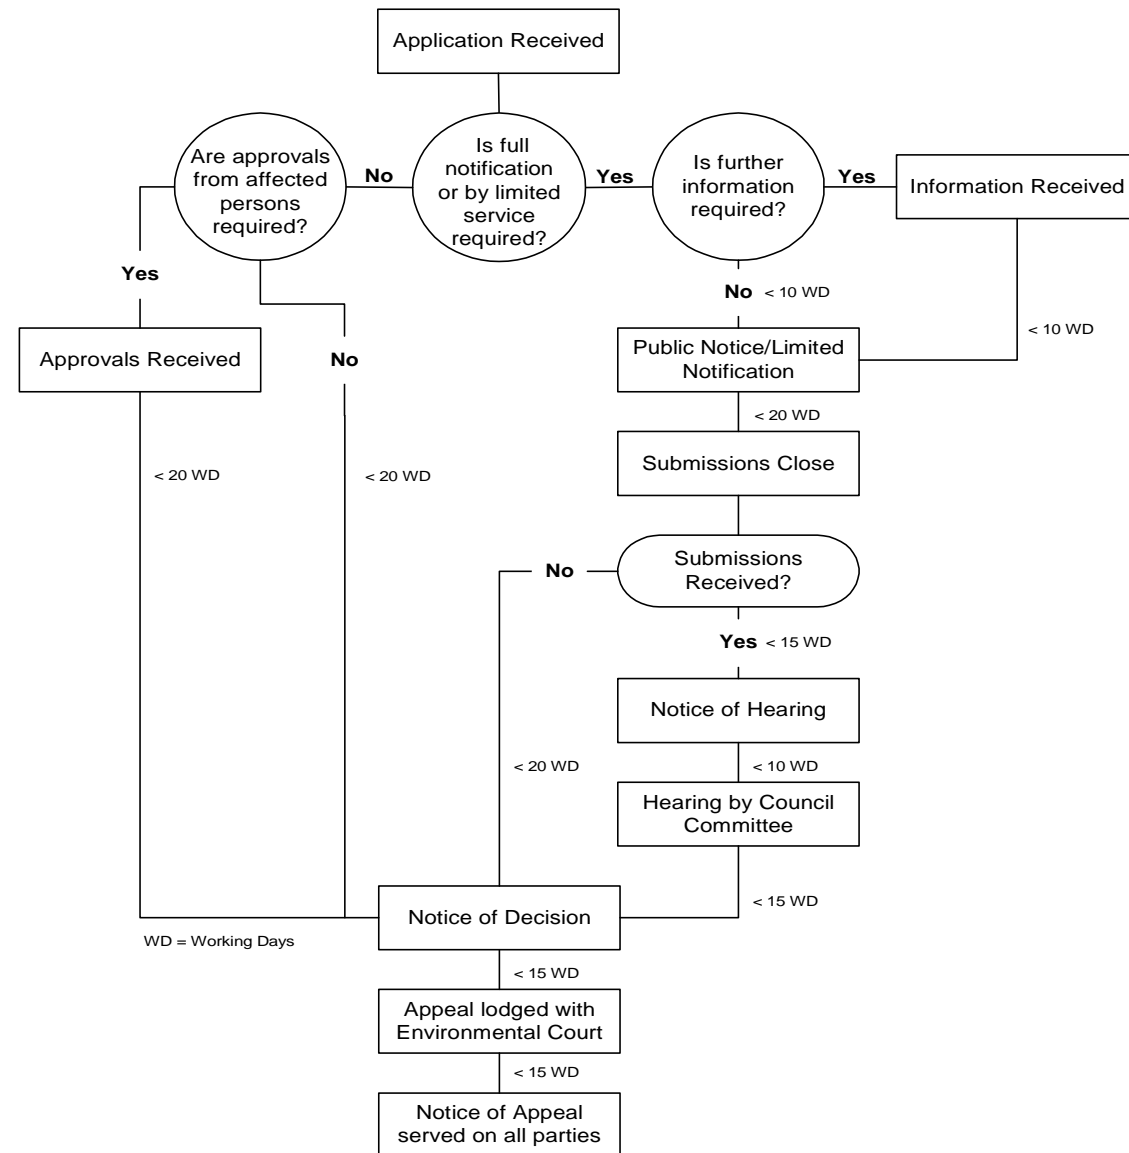 Application Received
Are approvals
from affected
persons
required?
No
Is full
notification
or by limited
service
required?
Yes
Is further
information
required?
Yes
Information Received
Yes
No < 10 WD
< 10 WD
Approvals Received
No
Public Notice/Limited
Notification
< 20 WD
Submissions Close
< 20 WD
< 20 WD
Submissions
Received?
No
Yes < 15 WD
Notice of Hearing
< 20 WD
< 10 WD
Hearing by Council
Committee
< 15 WD
Notice of Decision
WD = Working Days
< 15 WD
Appeal lodged with
Environmental Court
< 15 WD
Notice of Appeal
served on all parties